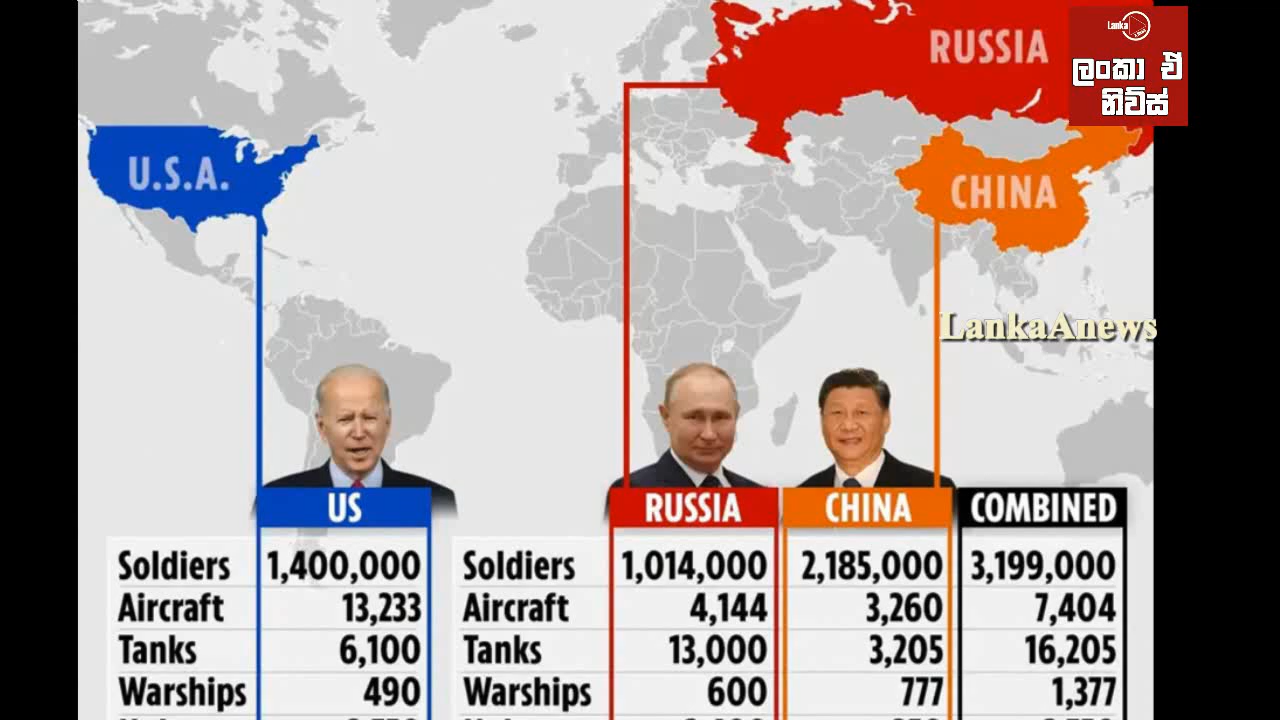 RUSSIA
Lanka
ලංකා ඒ
නිව්ස්
U.S.A.
CHINA
LankaAnews
US
RUSSIA CHINA COMBINED
Soldiers 1,400,000 Soldiers 1,014,000 2,185,000 3,199,000
Aircraft 13,233 Aircraft 4,144 3,260 7,404
Tanks 6,100 Tanks 13,000 3,205 16,205
Warships 490 Warships 600 777 1,377